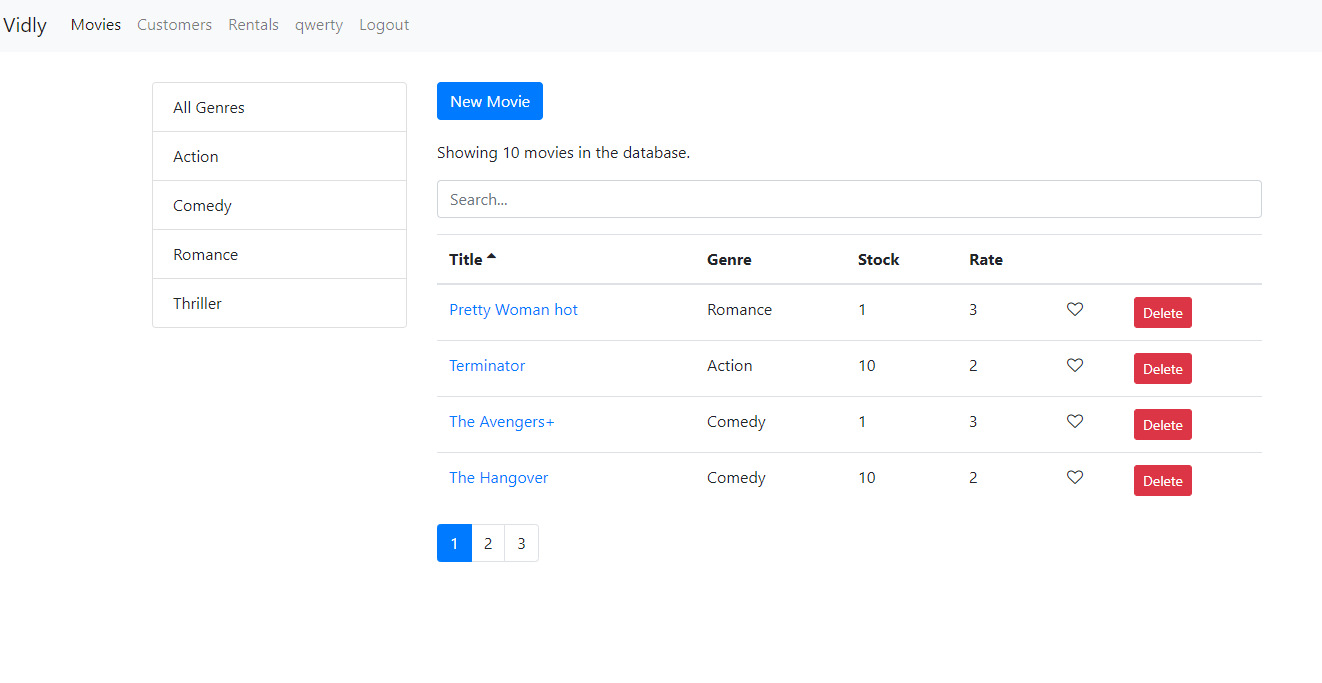 Vidly Movies Customers Rentals qwerty Logout
All Genres
Action
Comedy
Romance
Thriller
New Movie
Showing 10 movies in the database.
Search...
Title Genre Stock Rate
Pretty Woman hot Romance 1 3 Delete
Terminator Action 10 2 Delete
The Avengers+ Comedy 1 3 Delete
The Hangover Comedy 10 2 Delete
1 2 3